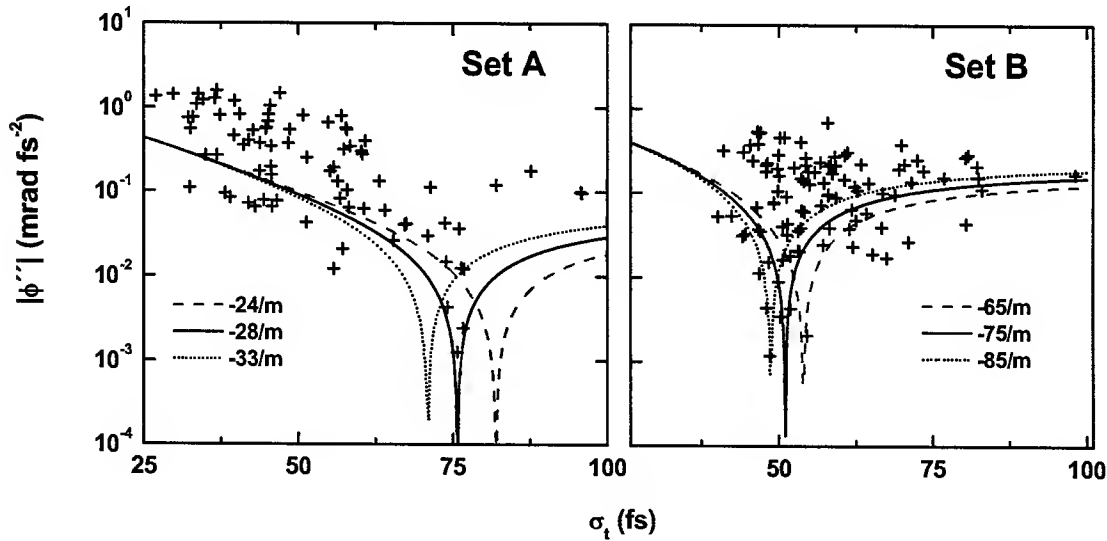 Set A
Set B
|φ´´| (mrad fs⁻²)
10¹
10⁰
10⁻¹
10⁻²
10⁻³
10⁻⁴
-24/m
-28/m
-33/m
-65/m
-75/m
-85/m
25 50 75 100
50 75 100
σₜ (fs)